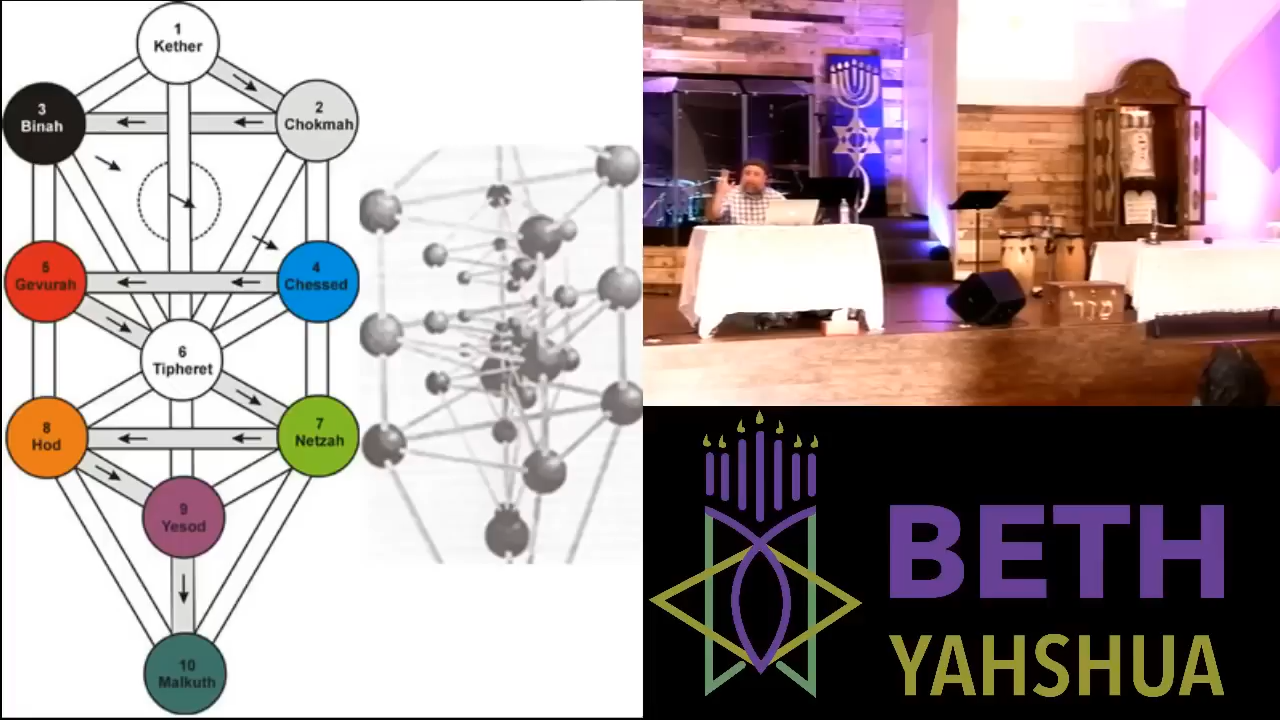 1
Kether
2
Chokmah
3
Binah
4
Chessed
5
Gevurah
6
Tipheret
7
Netzah
8
Hod
9
Yesod
10
Malkuth
BETH
YAHSHUA